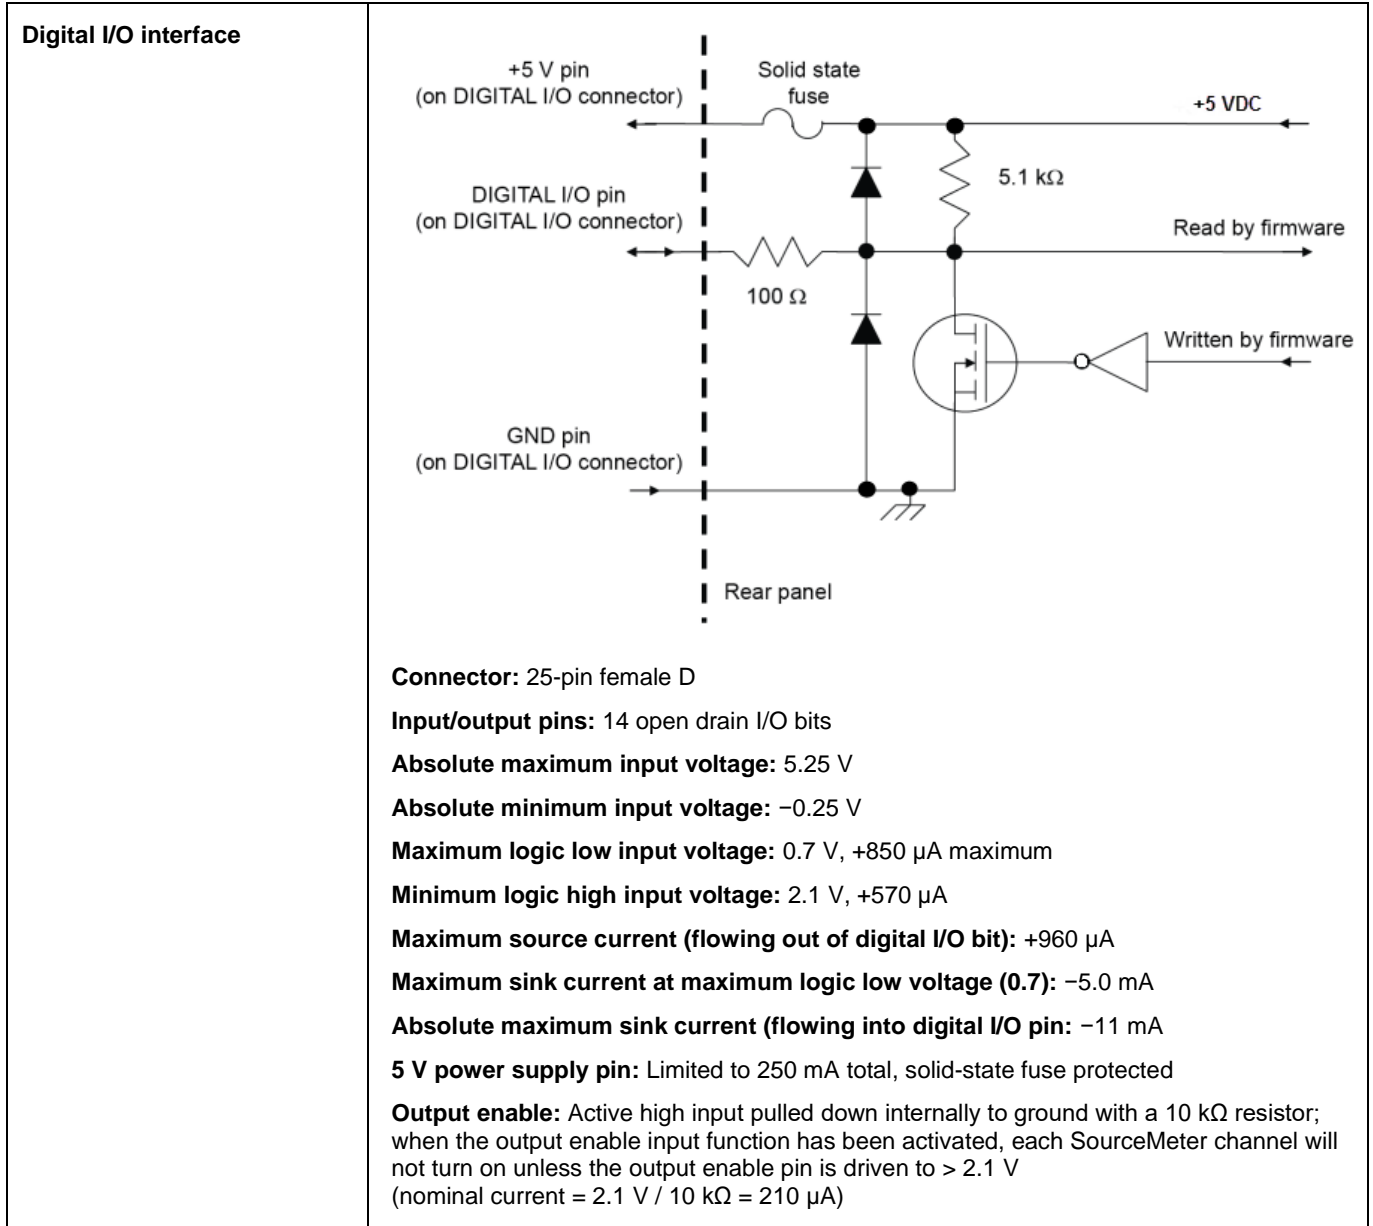 Digital I/O interface
+5 V pin
(on DIGITAL I/O connector)
Solid state
fuse
+5 VDC
5.1 kΩ
DIGITAL I/O pin
(on DIGITAL I/O connector)
Read by firmware
100 Ω
Written by firmware
GND pin
(on DIGITAL I/O connector)
Rear panel
Connector: 25-pin female D
Input/output pins: 14 open drain I/O bits
Absolute maximum input voltage: 5.25 V
Absolute minimum input voltage: −0.25 V
Maximum logic low input voltage: 0.7 V, +850 µA maximum
Minimum logic high input voltage: 2.1 V, +570 µA
Maximum source current (flowing out of digital I/O bit): +960 µA
Maximum sink current at maximum logic low voltage (0.7): −5.0 mA
Absolute maximum sink current (flowing into digital I/O pin: −11 mA
5 V power supply pin: Limited to 250 mA total, solid-state fuse protected
Output enable: Active high input pulled down internally to ground with a 10 kΩ resistor;
when the output enable input function has been activated, each SourceMeter channel will
not turn on unless the output enable pin is driven to > 2.1 V
(nominal current = 2.1 V / 10 kΩ = 210 µA)